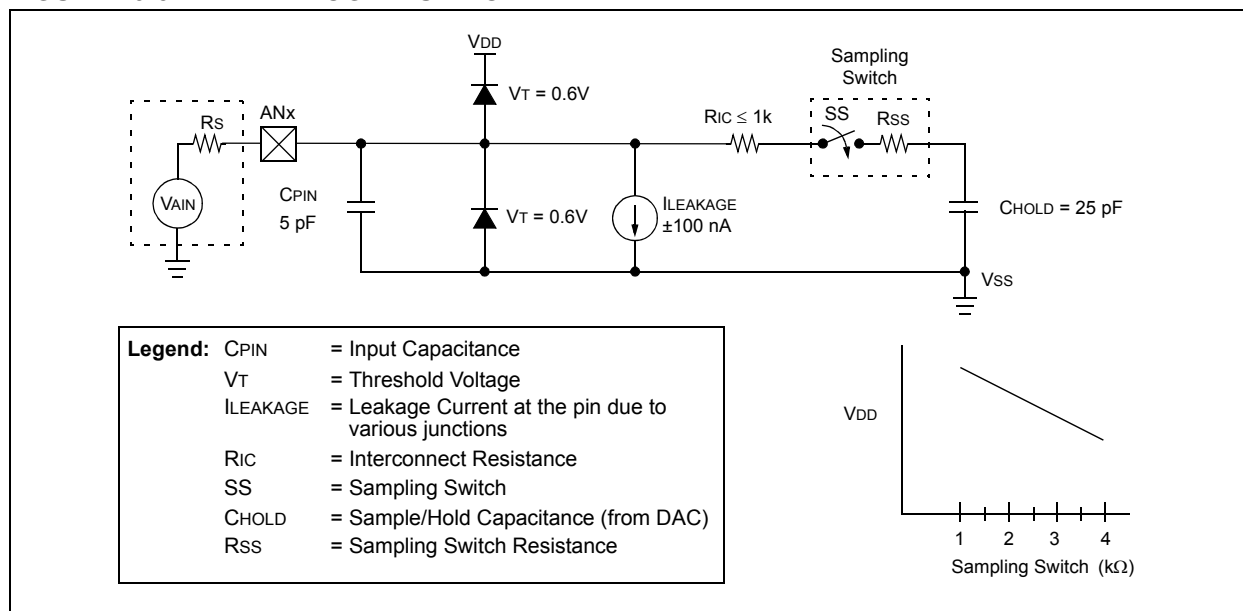 VDD
Sampling
Switch
VT = 0.6V
RS
ANx
RIC ≤ 1k
SS
RSS
VAIN
CPIN
5 pF
VT = 0.6V
ILEAKAGE
±100 nA
CHOLD = 25 pF
VSS
Legend: CPIN = Input Capacitance
VT = Threshold Voltage
ILEAKAGE = Leakage Current at the pin due to
various junctions
RIC = Interconnect Resistance
SS = Sampling Switch
CHOLD = Sample/Hold Capacitance (from DAC)
RSS = Sampling Switch Resistance
VDD
1 2 3 4
Sampling Switch (kΩ)